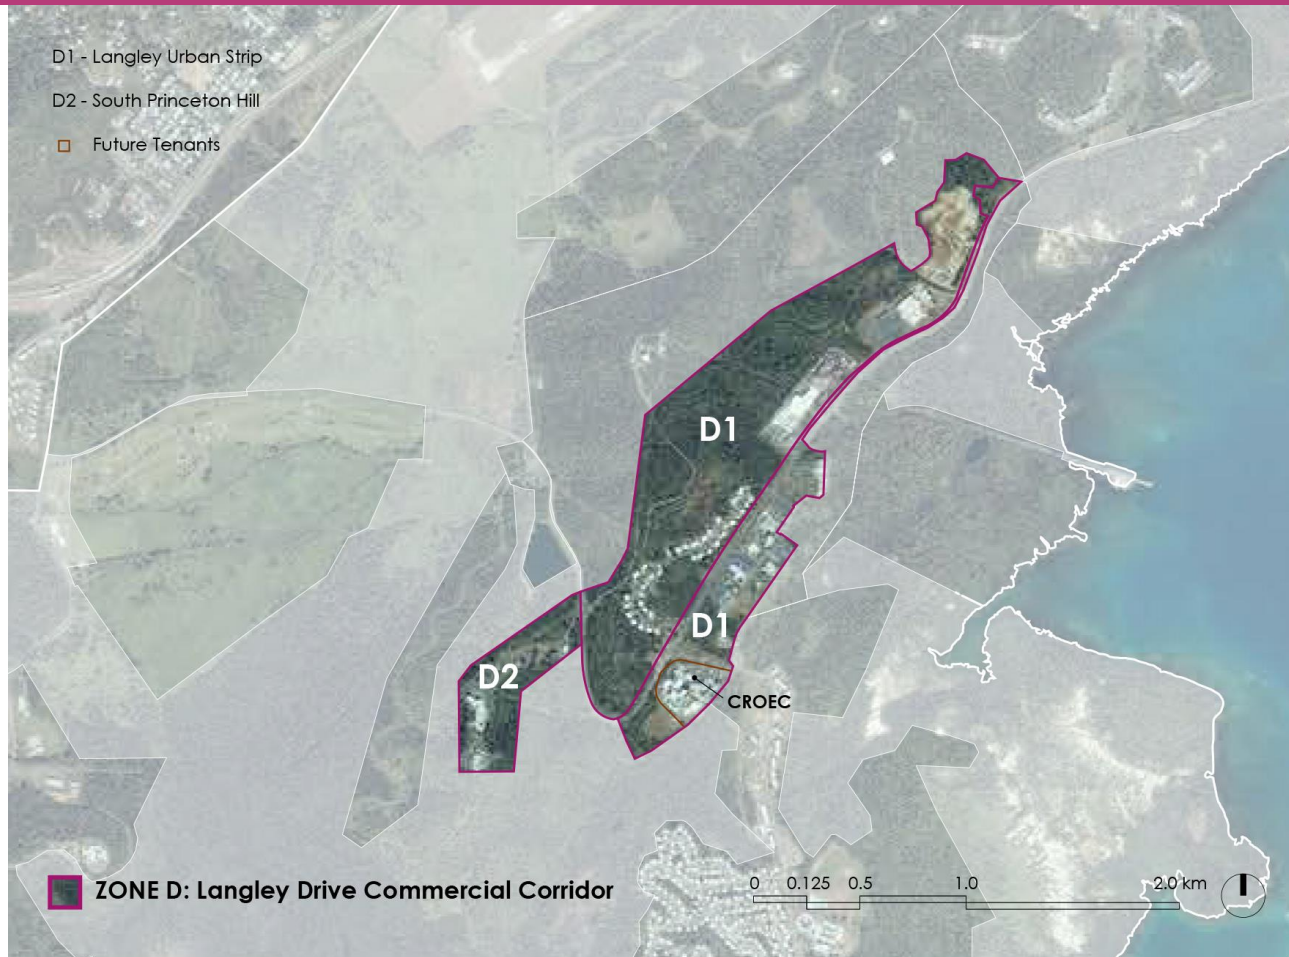 D1 - Langley Urban Strip
D2 - South Princeton Hill
Future Tenants
D1
D1
D2
CROEC
ZONE D: Langley Drive Commercial Corridor
0 0.125 0.5 1.0 2.0 km